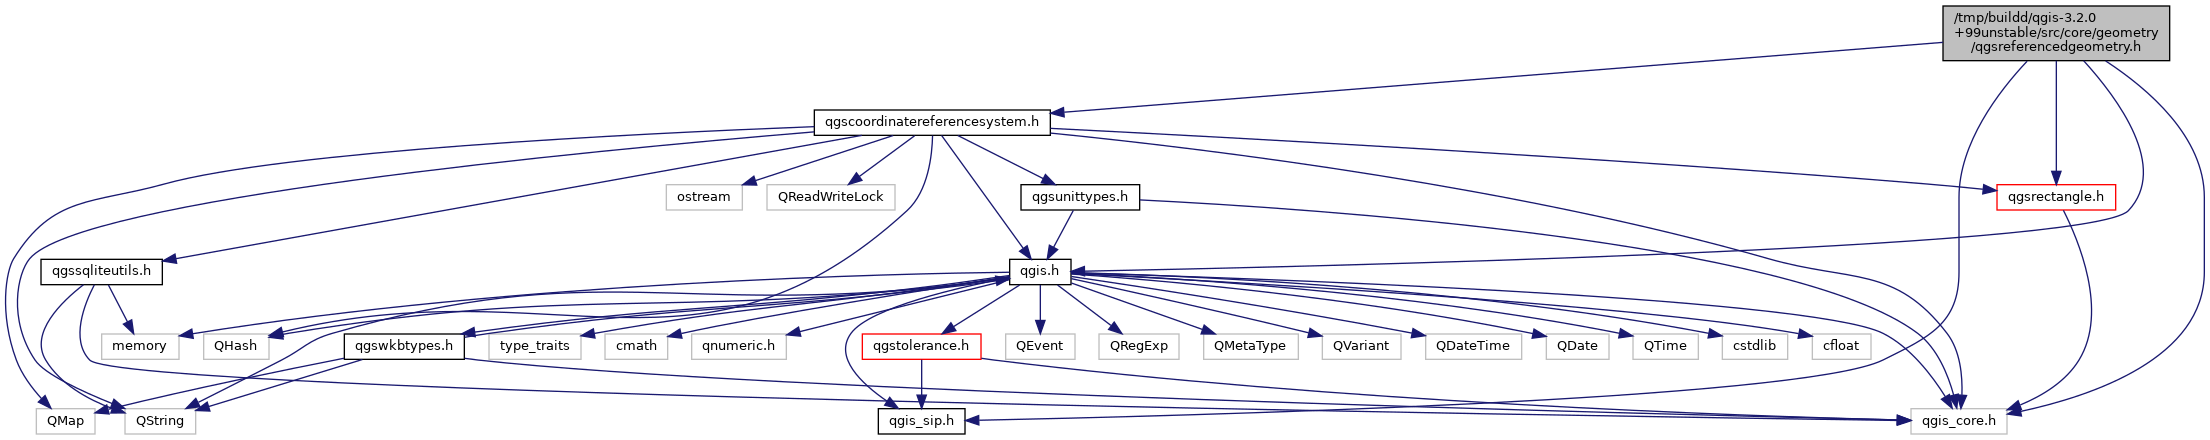 /tmp/buildd/qgis-3.2.0
+99unstable/src/core/geometry
/qgsreferencedgeometry.h
qgscoordinatereferencesystem.h
ostream
QReadWriteLock
qgsunittypes.h
qgsrectangle.h
qgssqliteutils.h
qgis.h
memory
QHash
qgswkbtypes.h
type_traits
cmath
qnumeric.h
qgstolerance.h
QEvent
QRegExp
QMetaType
QVariant
QDateTime
QDate
QTime
cstdlib
cfloat
QMap
QString
qgis_sip.h
qgis_core.h